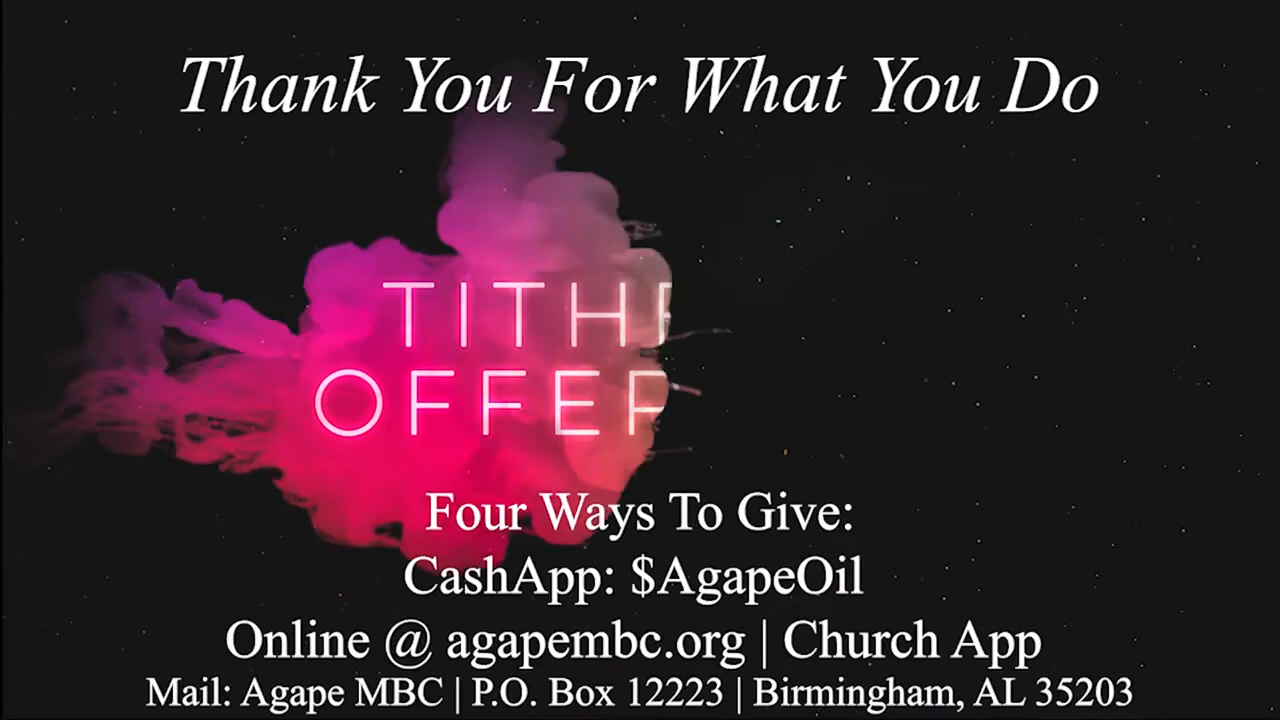 Thank You For What You Do
TITHE
OFFER
Four Ways To Give:
CashApp: $AgapeOil
Online @ agapembc.org | Church App
Mail: Agape MBC | P.O. Box 12223 | Birmingham, AL 35203